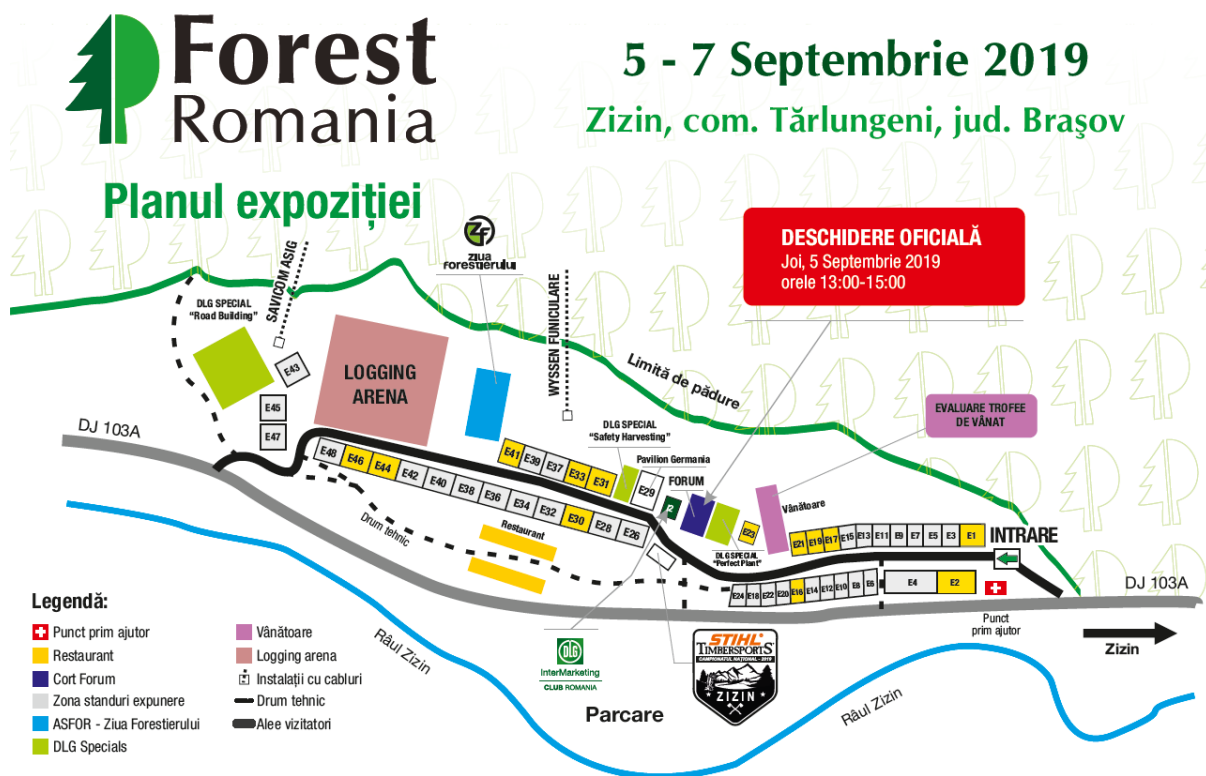 Forest
Romania
5 - 7 Septembrie 2019
Zizin, com. Tărlungeni, jud. Braşov
Planul expoziției
ZF
ziua
forestierului
DESCHIDERE OFICIALĂ
Joi, 5 Septembrie 2019
orele 13:00-15:00
SAVICOM ASIG
DLG SPECIAL
“Road Building”
WYSSEN FUNICULARE
E43
E45
E47
LOGGING
ARENA
Limită de pădure
EVALUARE TROFEE
DE VÂNAT
DLG SPECIAL
“Safety Harvesting”
Pavilion Germania
FORUM
Vânătoare
DJ 103A
E48
E46
E44
E42
E40
E38
E36
E34
E32
E30
E28
E26
E41
E39
E37
E33
E31
E29
E23
DLG SPECIAL
“Perfect Plant”
E21
E19
E17
E15
E13
E11
E9
E7
E5
E3
E1
INTRARE
Drum tehnic
Restaurant
E24
E18
E22
E20
E16
E14
E12
E10
E8
E6
E4
E2
DJ 103A
Punct
prim ajutor
Zizin
Râul Zizin
Râul Zizin
DLG
InterMarketing
CLUB ROMANIA
STIHL
TIMBERSPORTS
CAMPIONATUL NAȚIONAL - 2019
ZIZIN
Parcare
Legendă:
Punct prim ajutor
Restaurant
Cort Forum
Zona standuri expunere
ASFOR - Ziua Forestierului
DLG Specials
Vânătoare
Logging arena
Instalații cu cabluri
Drum tehnic
Alee vizitatori